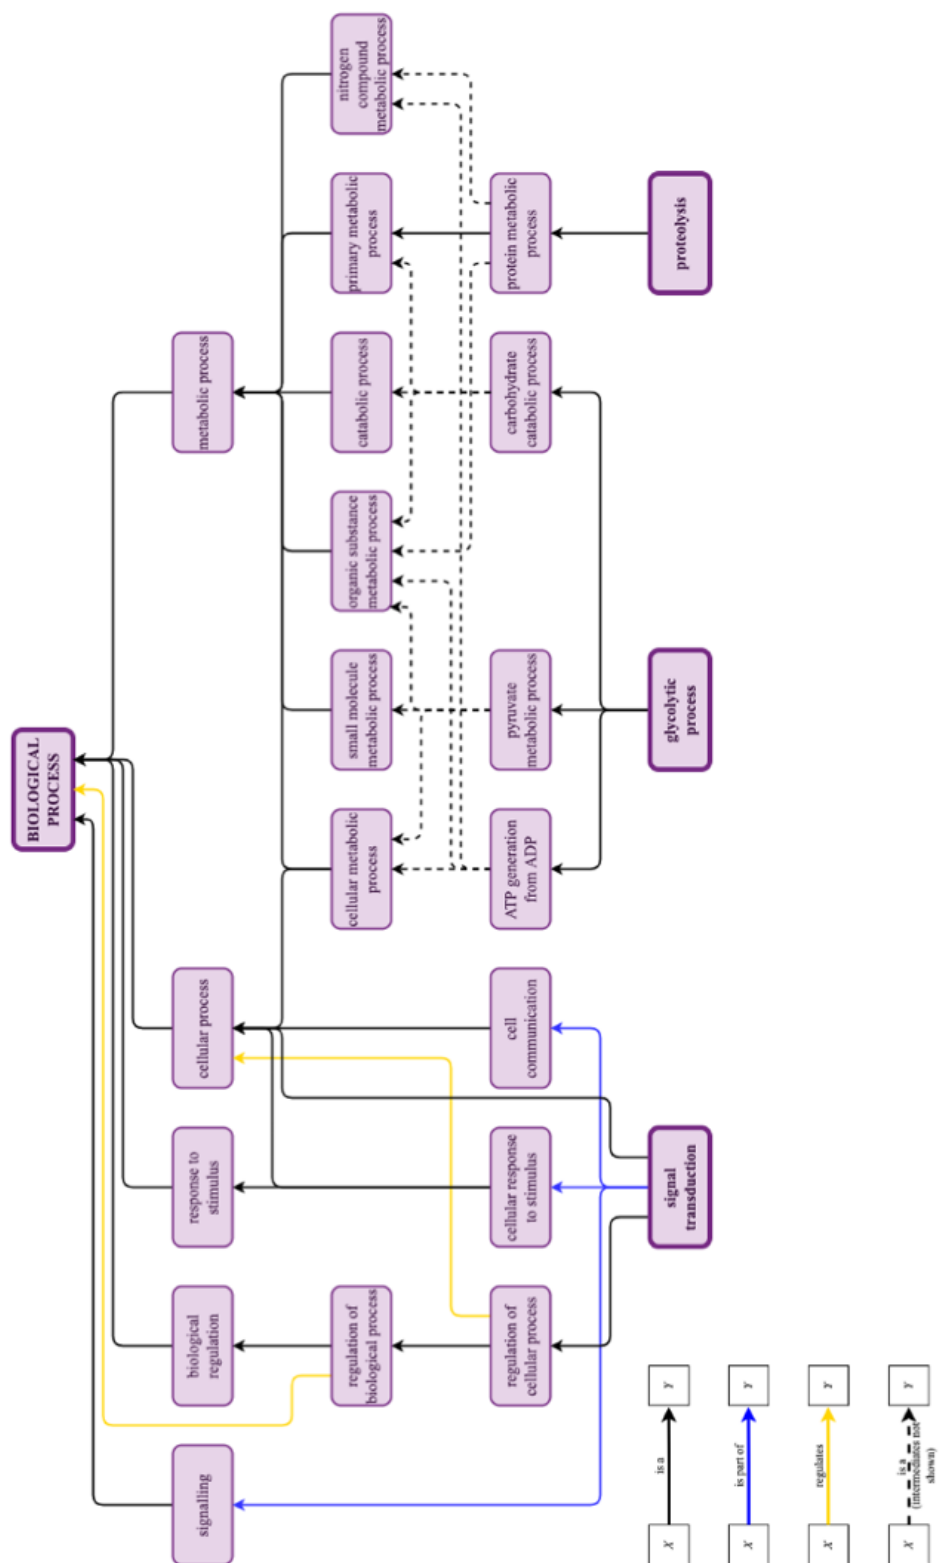 BIOLOGICAL
PROCESS
signalling
biological
regulation
response to
stimulus
cellular process
metabolic process
regulation of
biological process
cellular metabolic
process
small molecule
metabolic process
organic substance
metabolic process
catabolic process
primary metabolic
process
nitrogen
compound
metabolic process
regulation of
cellular process
cellular response
to stimulus
cell
communication
ATP generation
from ADP
pyruvate
metabolic process
carbohydrate
catabolic process
protein metabolic
process
signal
transduction
glycolytic
process
proteolysis
X
is a
Y
X
is part of
Y
X
regulates
Y
X
is a
(intermediates not
shown)
Y